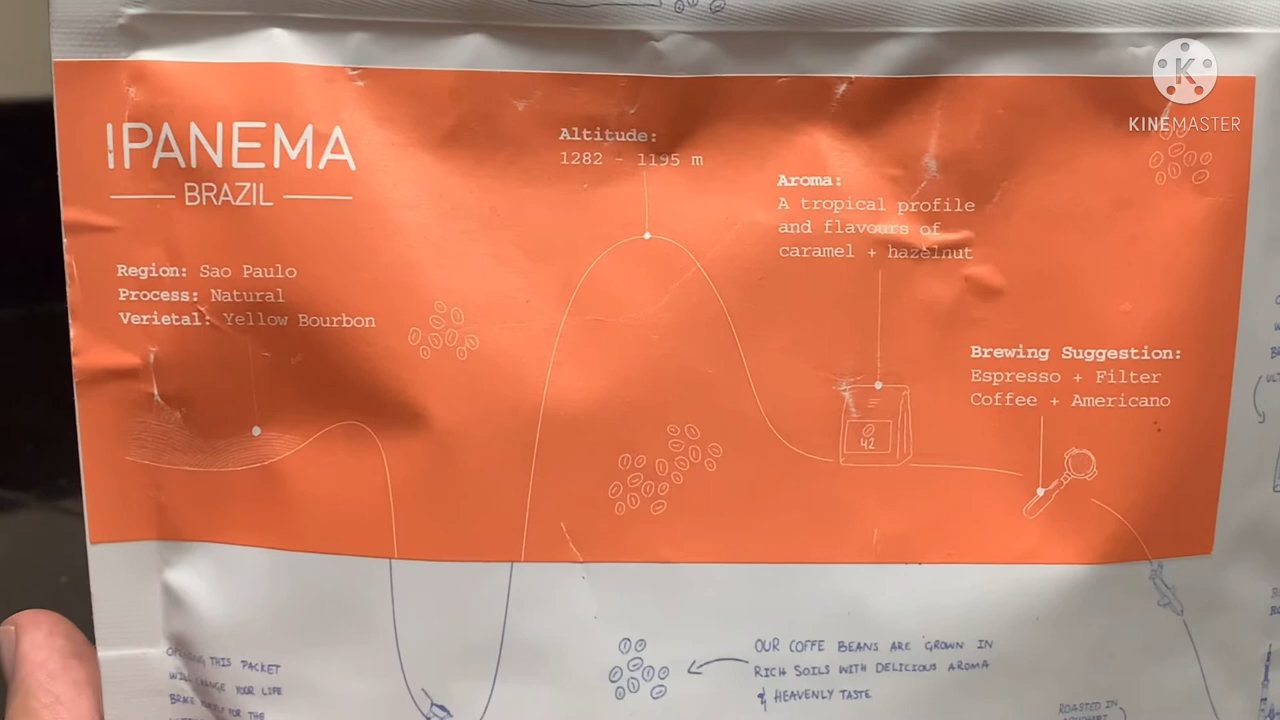 KINEMASTER
IPANEMA
BRAZIL
Altitude:
1282 - 1195 m
Aroma:
A tropical profile
and flavours of
caramel + hazelnut
Region: Sao Paulo
Process: Natural
Verietal: Yellow Bourbon
Brewing Suggestion:
Espresso + Filter
Coffee + Americano
42
OUR COFFE BEANS ARE GROWN IN
RICH SOILS WITH DELICIOUS AROMA
& HEAVENLY TASTE
OPENING THIS PACKET
WILL CHANGE YOUR LIFE
FOR THE
ROASTED IN